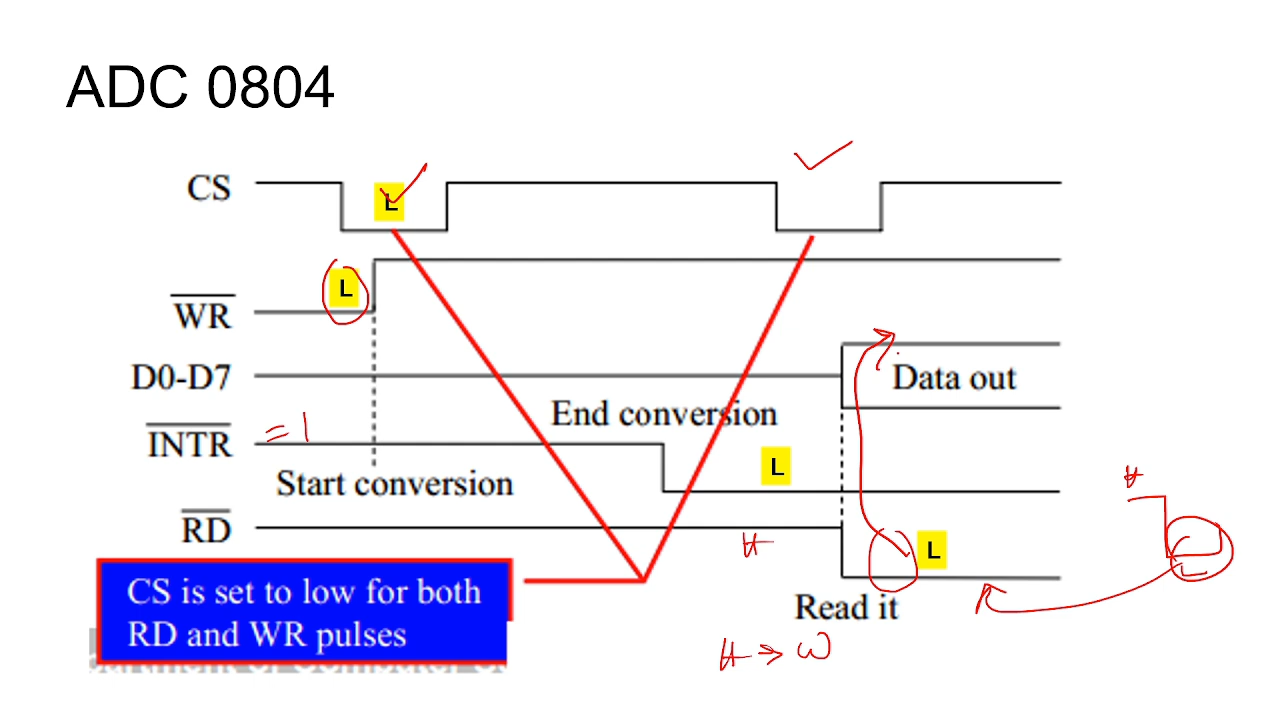 ADC 0804
CS
L
L
WR
D0-D7
Data out
End conversion
INTR
= 1
L
Start conversion
RD
H
L
H
L
CS is set to low for both
RD and WR pulses
Read it